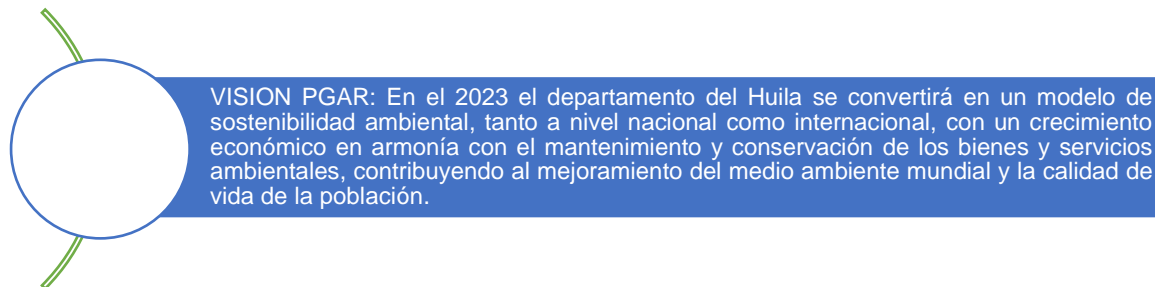 VISION PGAR: En el 2023 el departamento del Huila se convertirá en un modelo de
sostenibilidad ambiental, tanto a nivel nacional como internacional, con un crecimiento
económico en armonía con el mantenimiento y conservación de los bienes y servicios
ambientales, contribuyendo al mejoramiento del medio ambiente mundial y la calidad de
vida de la población.